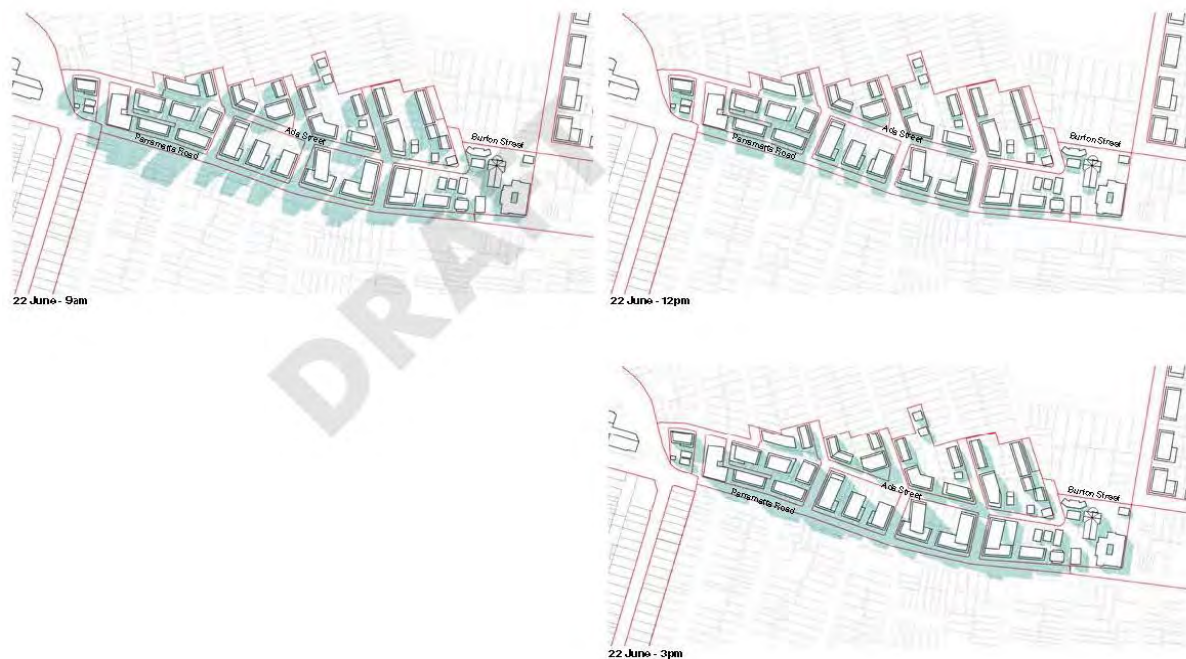 Ada Street
Burton Street
Parramatta Road
22 June - 9am
Ada Street
Burton Street
Parramatta Road
22 June - 12pm
DRAFT
Ada Street
Burton Street
Parramatta Road
22 June - 3pm